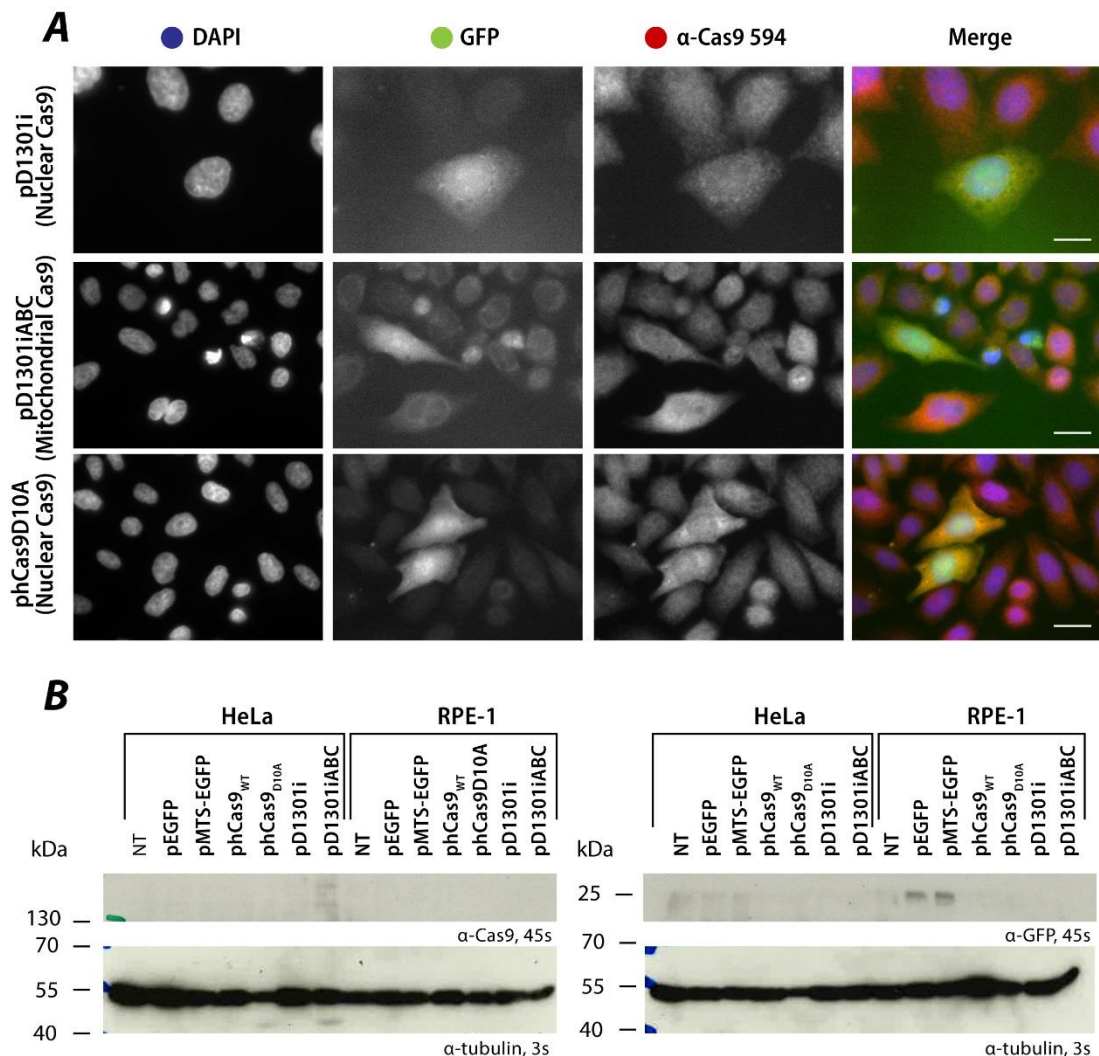 A
DAPI
GFP
α-Cas9 594
Merge
pD1301i
(Nuclear Cas9)
pD1301iABC
(Mitochondrial Cas9)
phCas9D10A
(Nuclear Cas9)
B
HeLa
RPE-1
NT
pEGFP
pMTS-EGFP
phCas9WT
phCas9D10A
pD1301i
pD1301iABC
NT
pEGFP
pMTS-EGFP
phCas9WT
phCas9D10A
pD1301i
pD1301iABC
kDa
130
α-Cas9, 45s
70
55
40
α-tubulin, 3s
HeLa
RPE-1
NT
pEGFP
pMTS-EGFP
phCas9WT
phCas9D10A
pD1301i
pD1301iABC
NT
pEGFP
pMTS-EGFP
phCas9WT
phCas9D10A
pD1301i
pD1301iABC
kDa
25
α-GFP, 45s
70
55
40
α-tubulin, 3s